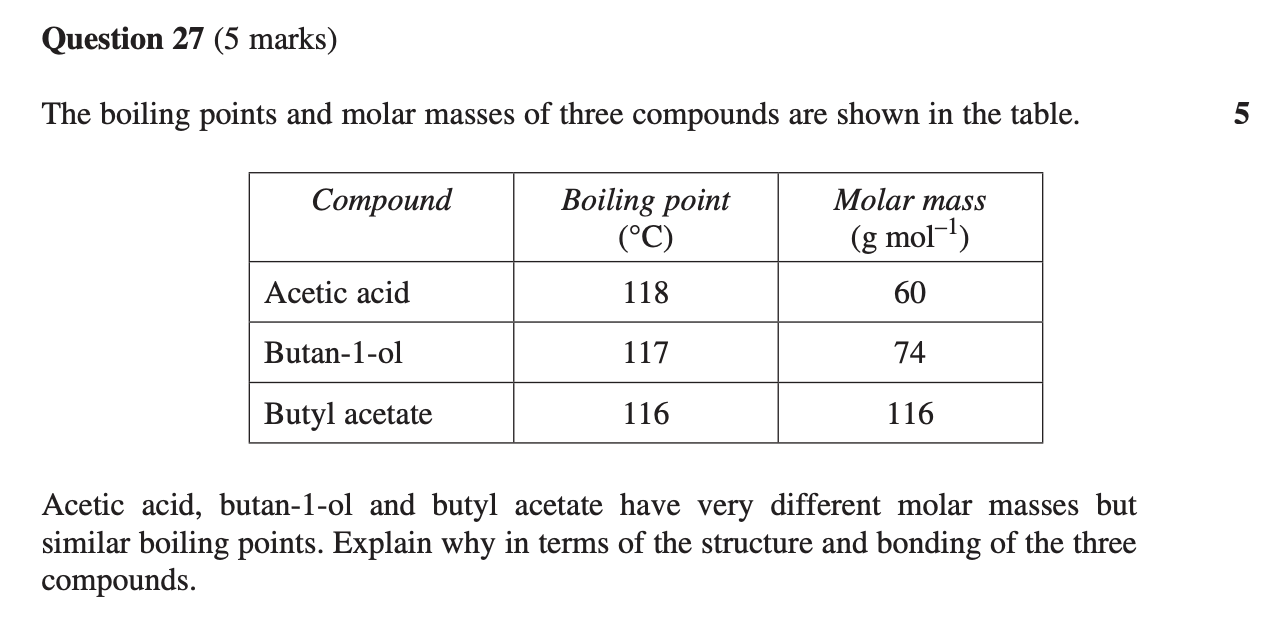 Question 27 (5 marks)
The boiling points and molar masses of three compounds are shown in the table. 5
Compound Boiling point (°C) Molar mass (g mol⁻¹)
Acetic acid 118 60
Butan-1-ol 117 74
Butyl acetate 116 116
Acetic acid, butan-1-ol and butyl acetate have very different molar masses but
similar boiling points. Explain why in terms of the structure and bonding of the three
compounds.